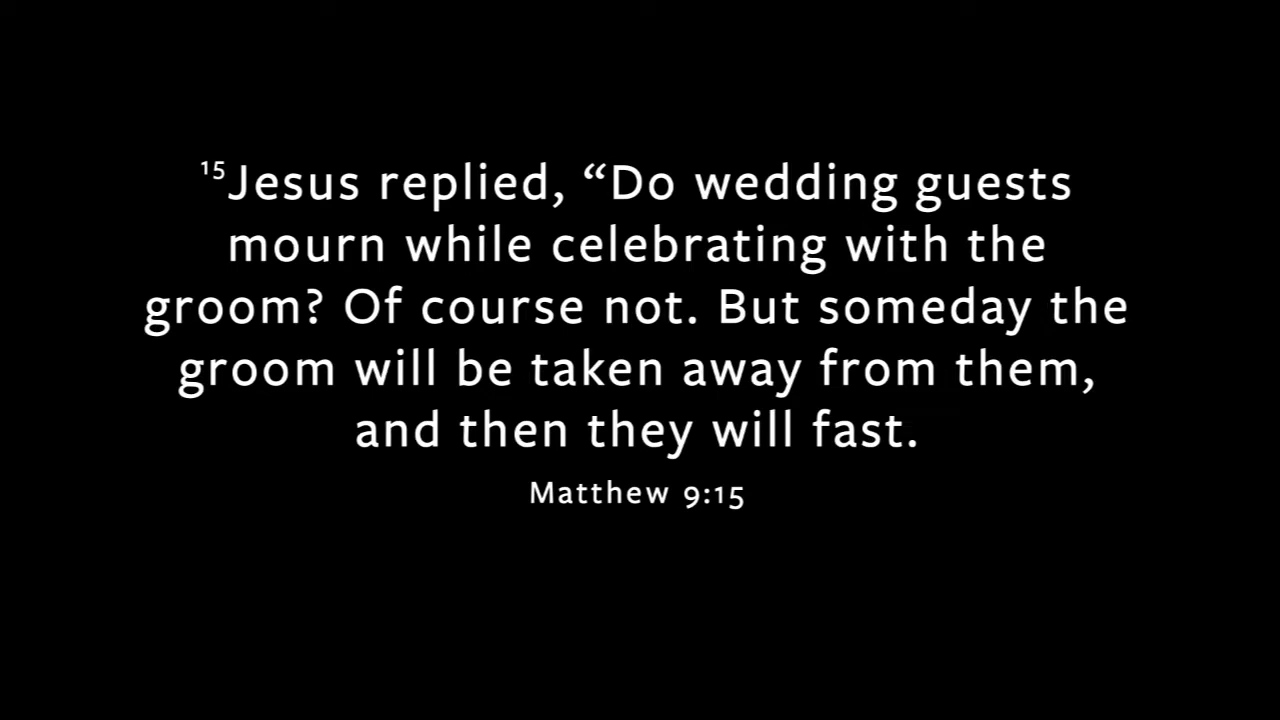 ¹⁵Jesus replied, “Do wedding guests
mourn while celebrating with the
groom? Of course not. But someday the
groom will be taken away from them,
and then they will fast.
Matthew 9:15